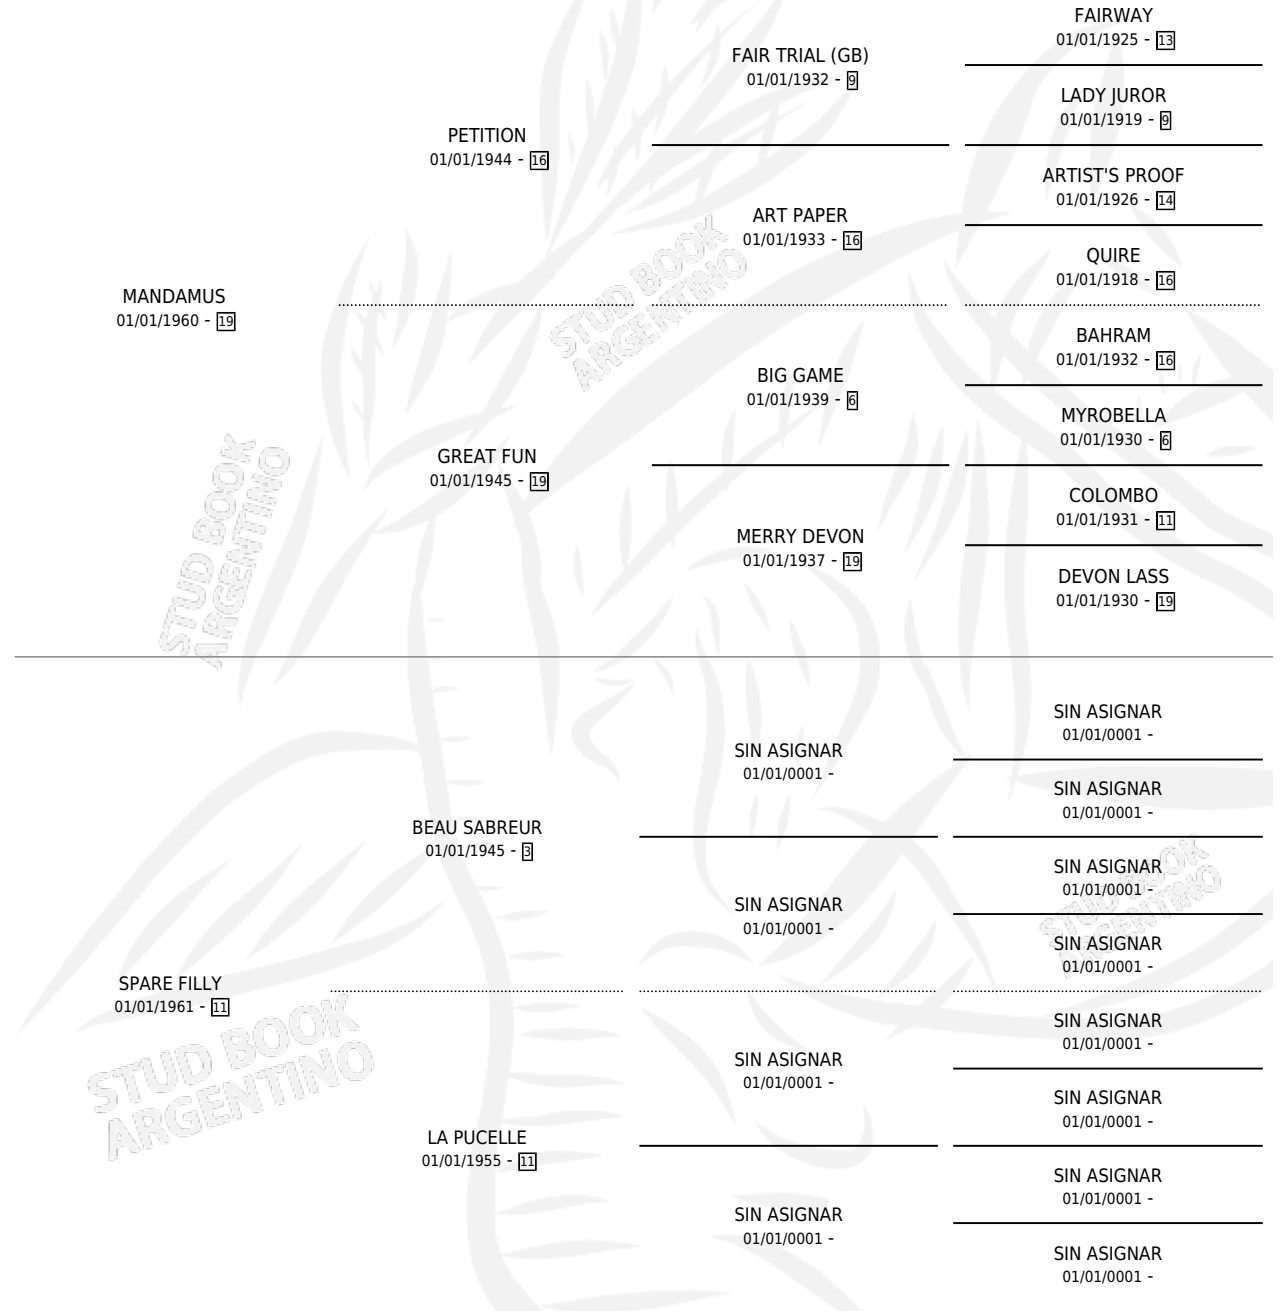 FAIRWAY
01/01/1925 - 13
FAIR TRIAL (GB)
01/01/1932 - 9
LADY JUROR
01/01/1919 - 9
PETITION
01/01/1944 - 16
ARTIST'S PROOF
01/01/1926 - 14
ART PAPER
01/01/1933 - 16
QUIRE
01/01/1918 - 16
MANDAMUS
01/01/1960 - 19
STUD BOOK
ARGENTINO
BAHRAM
01/01/1932 - 16
BIG GAME
01/01/1939 - 6
MYROBELLA
01/01/1930 - 6
GREAT FUN
01/01/1945 - 19
COLOMBO
01/01/1931 - 11
MERRY DEVON
01/01/1937 - 19
DEVON LASS
01/01/1930 - 19
STUD BOOK
ARGENTINO
SIN ASIGNAR
01/01/0001 -
SIN ASIGNAR
01/01/0001 -
SIN ASIGNAR
01/01/0001 -
BEAU SABREUR
01/01/1945 - 3
SIN ASIGNAR
01/01/0001 -
SIN ASIGNAR
01/01/0001 -
SIN ASIGNAR
01/01/0001 -
STUD BOOK
ARGENTINO
SPARE FILLY
01/01/1961 - 11
SIN ASIGNAR
01/01/0001 -
SIN ASIGNAR
01/01/0001 -
SIN ASIGNAR
01/01/0001 -
LA PUCELLE
01/01/1955 - 11
SIN ASIGNAR
01/01/0001 -
SIN ASIGNAR
01/01/0001 -
SIN ASIGNAR
01/01/0001 -
STUD BOOK
ARGENTINO